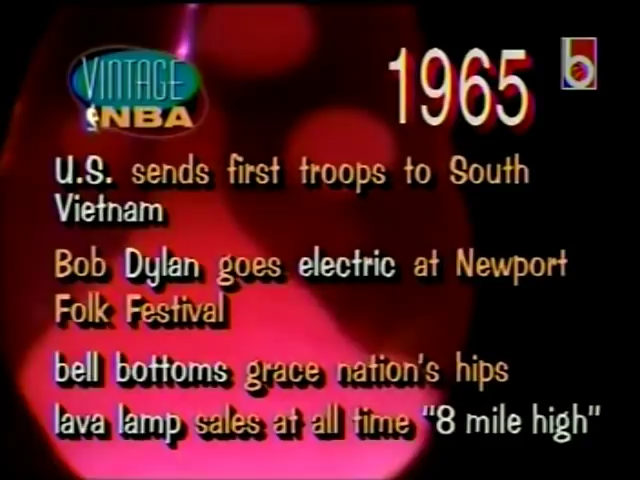 VINTAGE
NBA
1965
b
U.S. sends first troops to South
Vietnam
Bob Dylan goes electric at Newport
Folk Festival
bell bottoms grace nation's hips
lava lamp sales at all time "8 mile high"